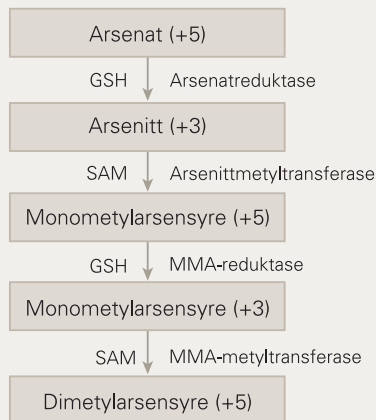 Arsenat (+5)
GSH Arsenatreduktase
Arsenitt (+3)
SAM Arsenittmetyltransferase
Monometylarsensyre (+5)
GSH MMA-reduktase
Monometylarsensyre (+3)
SAM MMA-metyltransferase
Dimetylarsensyre (+5)